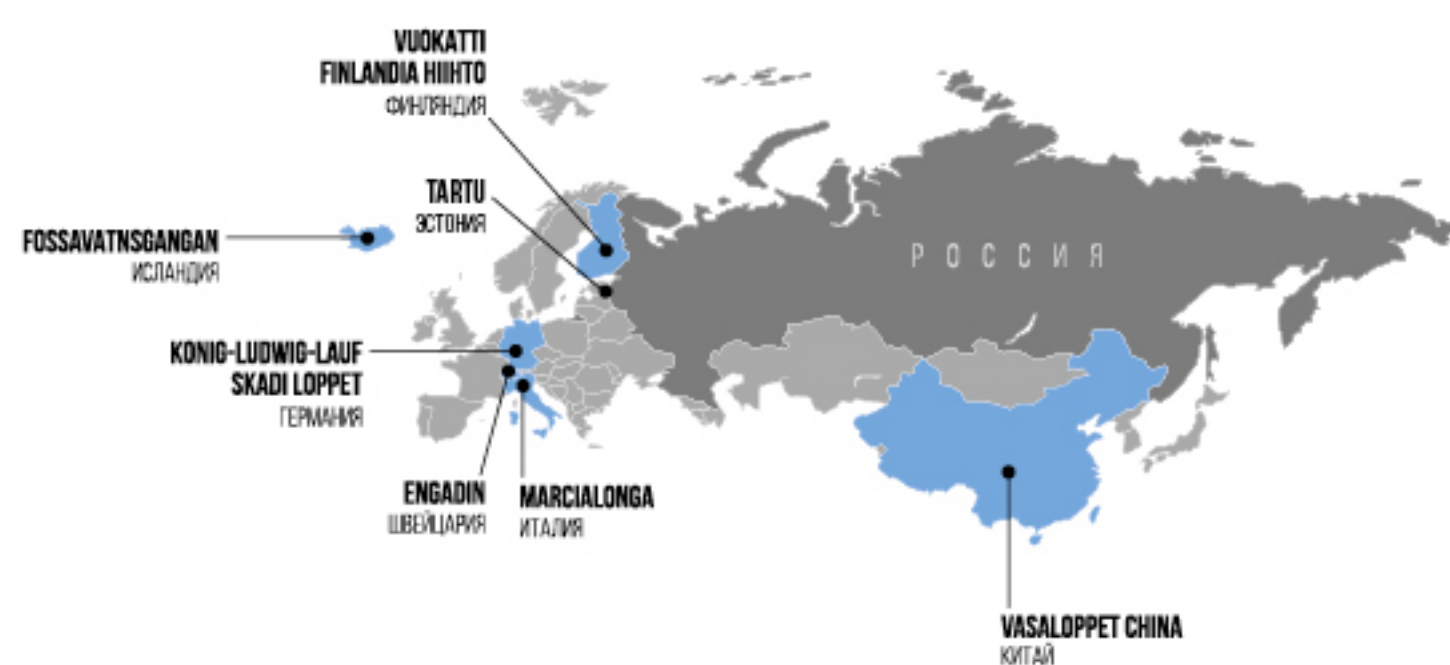 VUOKATTI
FINLANDIA HIIHTO
ФИНЛЯНДИЯ
TARTU
ЭСТОНИЯ
FOSSAVATNSGANGAN
ИСЛАНДИЯ
РОССИЯ
KONIG-LUDWIG-LAUF
SKADI LOPPET
ГЕРМАНИЯ
ENGADIN
ШВЕЙЦАРИЯ
MARCIALONGA
ИТАЛИЯ
VASALOPPET CHINA
КИТАЙ